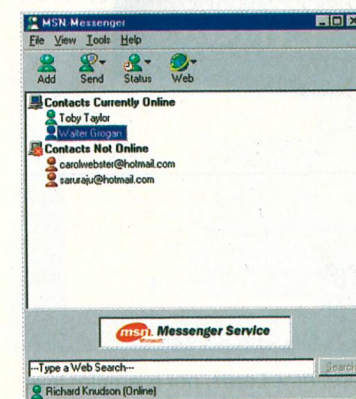 MSN Messenger
File View Tools Help
Add Send Status Web
Contacts Currently Online
Toby Taylor
Walter Grogan
Contacts Not Online
carolwebster@hotmail.com
saruraju@hotmail.com
msn Messenger Service
Microsoft
---Type a Web Search--- Search
Richard Knudson (Online)